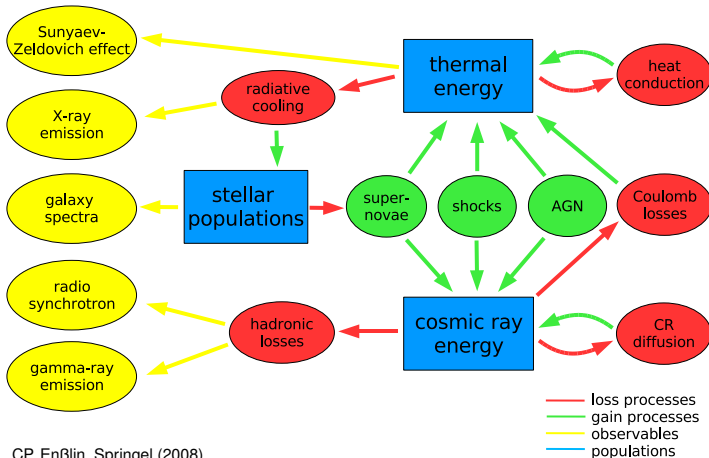 Sunyaev-
Zeldovich effect
thermal
energy
heat
conduction
radiative
cooling
X-ray
emission
stellar
populations
super-
novae
shocks
AGN
Coulomb
losses
galaxy
spectra
radio
synchrotron
hadronic
losses
cosmic ray
energy
CR
diffusion
gamma-ray
emission
loss processes
gain processes
observables
populations
CP, Enßlin, Springel (2008)